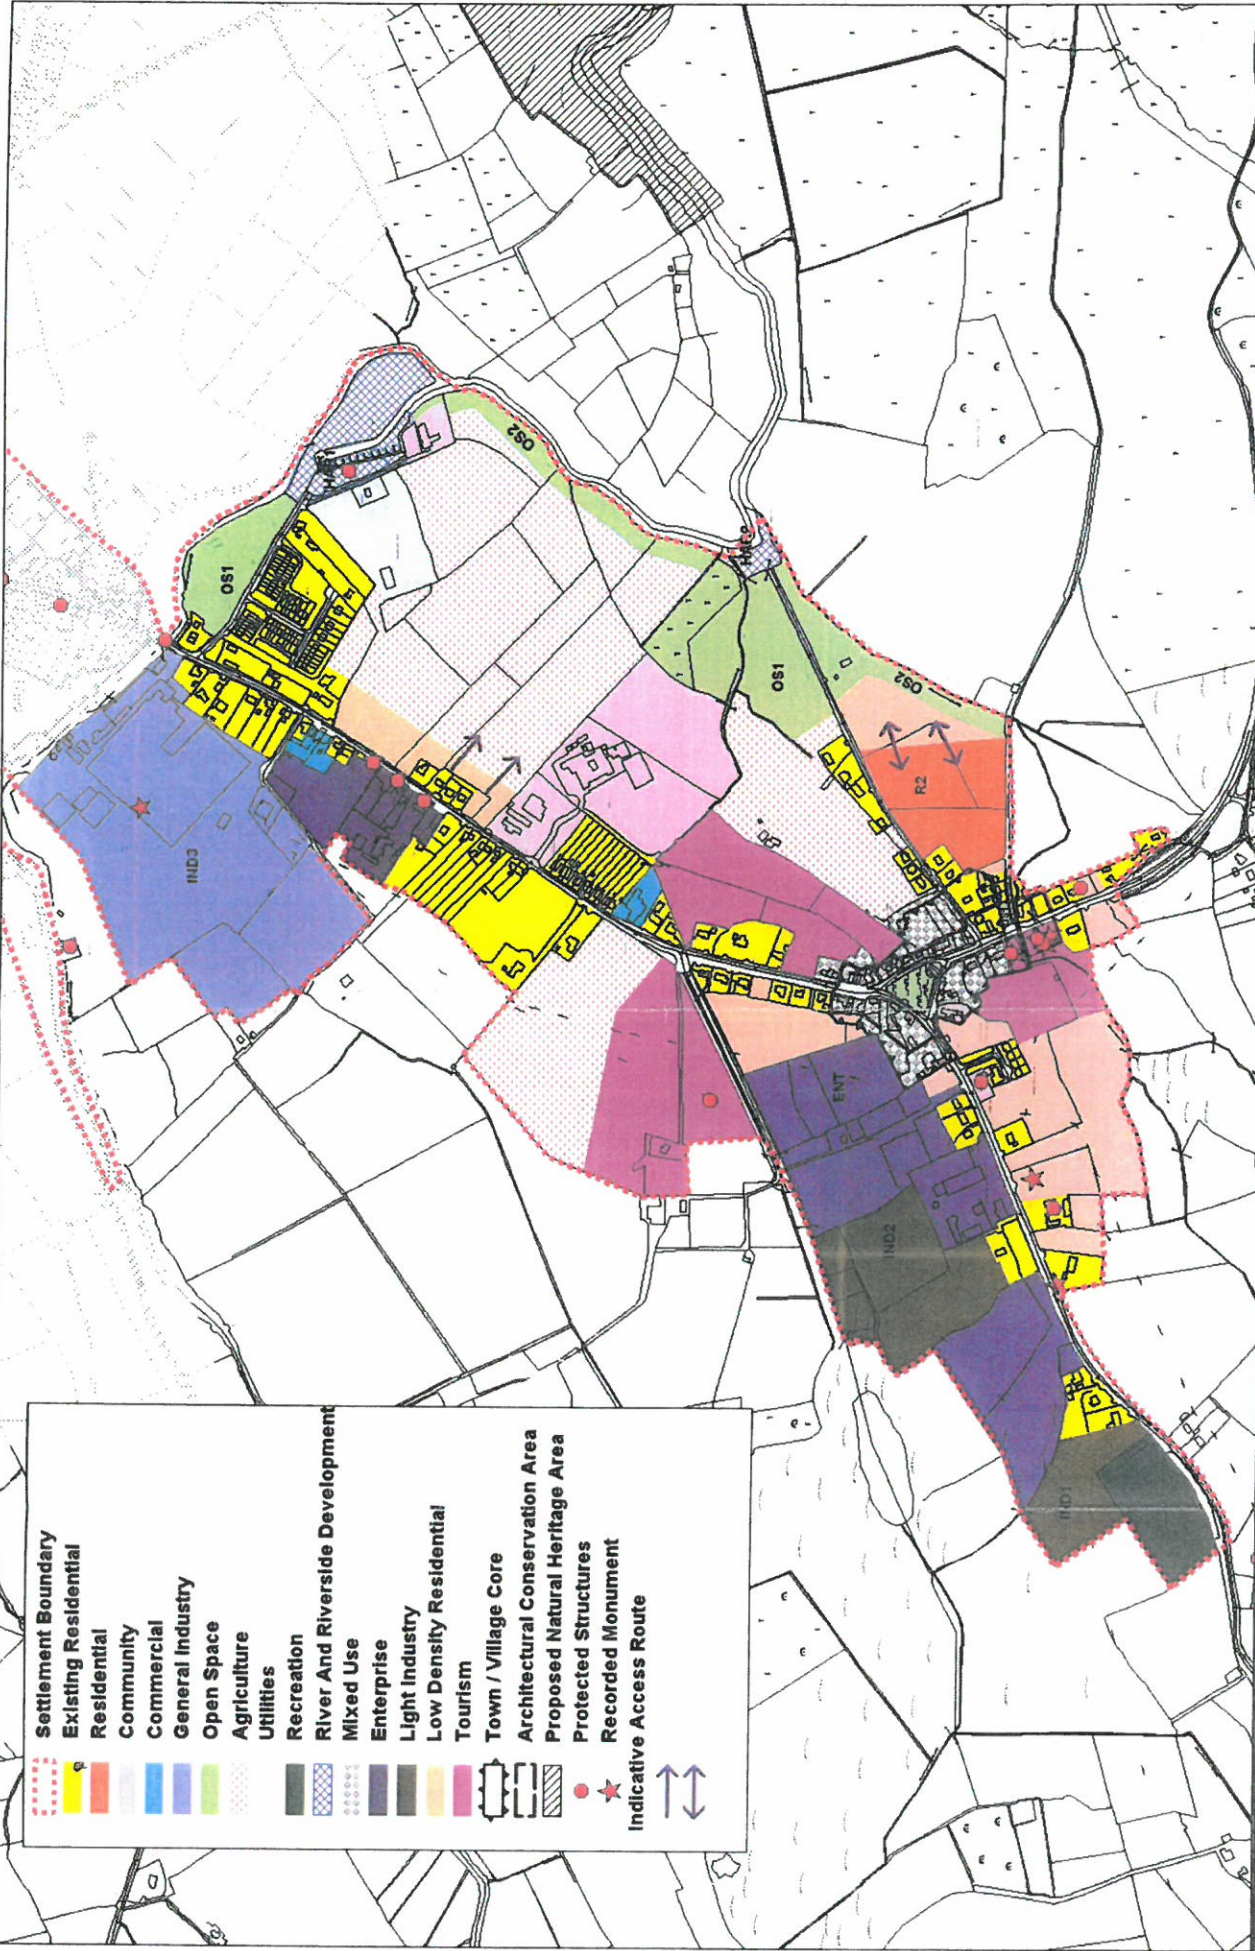 Settlement Boundary
Existing Residential
Residential
Community
Commercial
General Industry
Open Space
Agriculture
Utilities
Recreation
River And Riverside Development
Mixed Use
Enterprise
Light Industry
Low Density Residential
Tourism
Town / Village Core
Architectural Conservation Area
Proposed Natural Heritage Area
Protected Structures
Recorded Monument
Indicative Access Route
IND3
OS1
OS2
OS1
OS2
R2
ENT
IND2
IND1